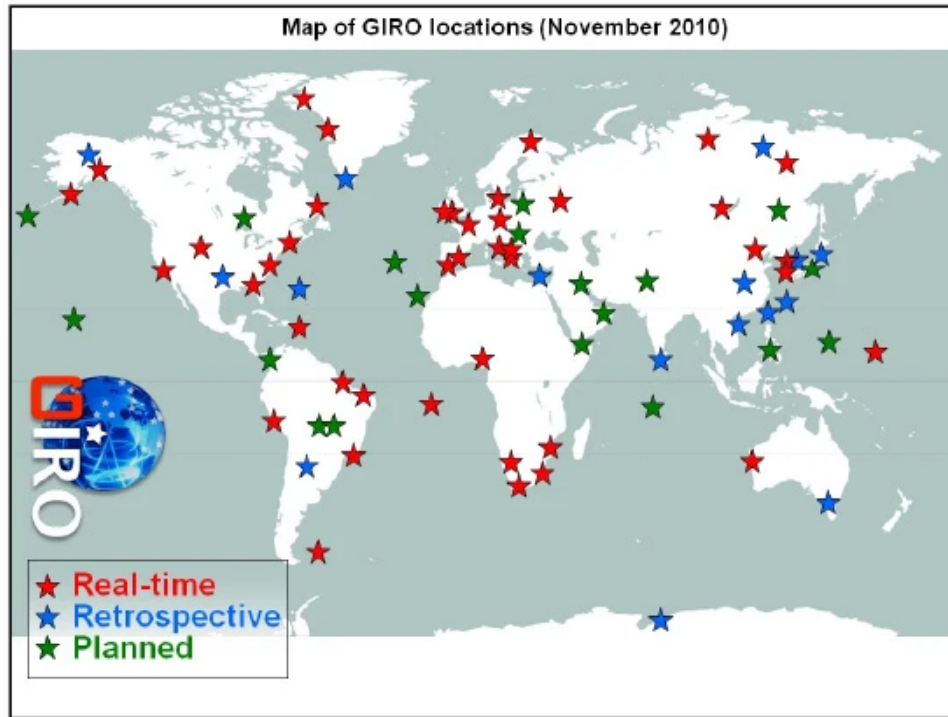 Map of GIRO locations (November 2010)
GIRO
Real-time
Retrospective
Planned